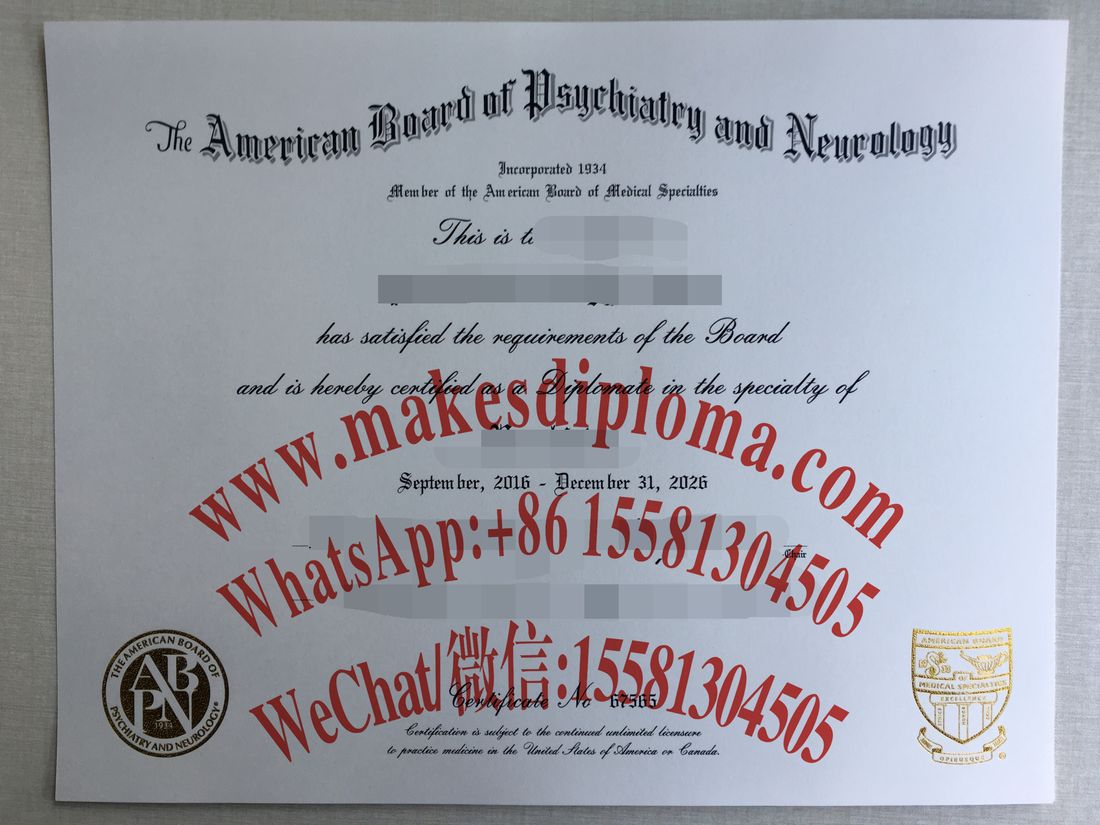 The American Board of Psychiatry and Neurology
Incorporated 1934
Member of the American Board of Medical Specialties
This is
has satisfied the requirements of the Board
and is hereby certified as a Diplomate in the specialty of
www.makesdiploma.com
September, 2016 - December 31, 2026
WhatsApp:+86 15581304505
Chair
WeChat/微信:15581304505
Certificate No 67565
Certification is subject to the continued unlimited licensure
to practice medicine in the United States of America or Canada.
THE AMERICAN BOARD OF
ABPN
1934
PSYCHIATRY AND NEUROLOGY®
AMERICAN BOARD
OF
MEDICAL SPECIALTIES
EXCELLENCE